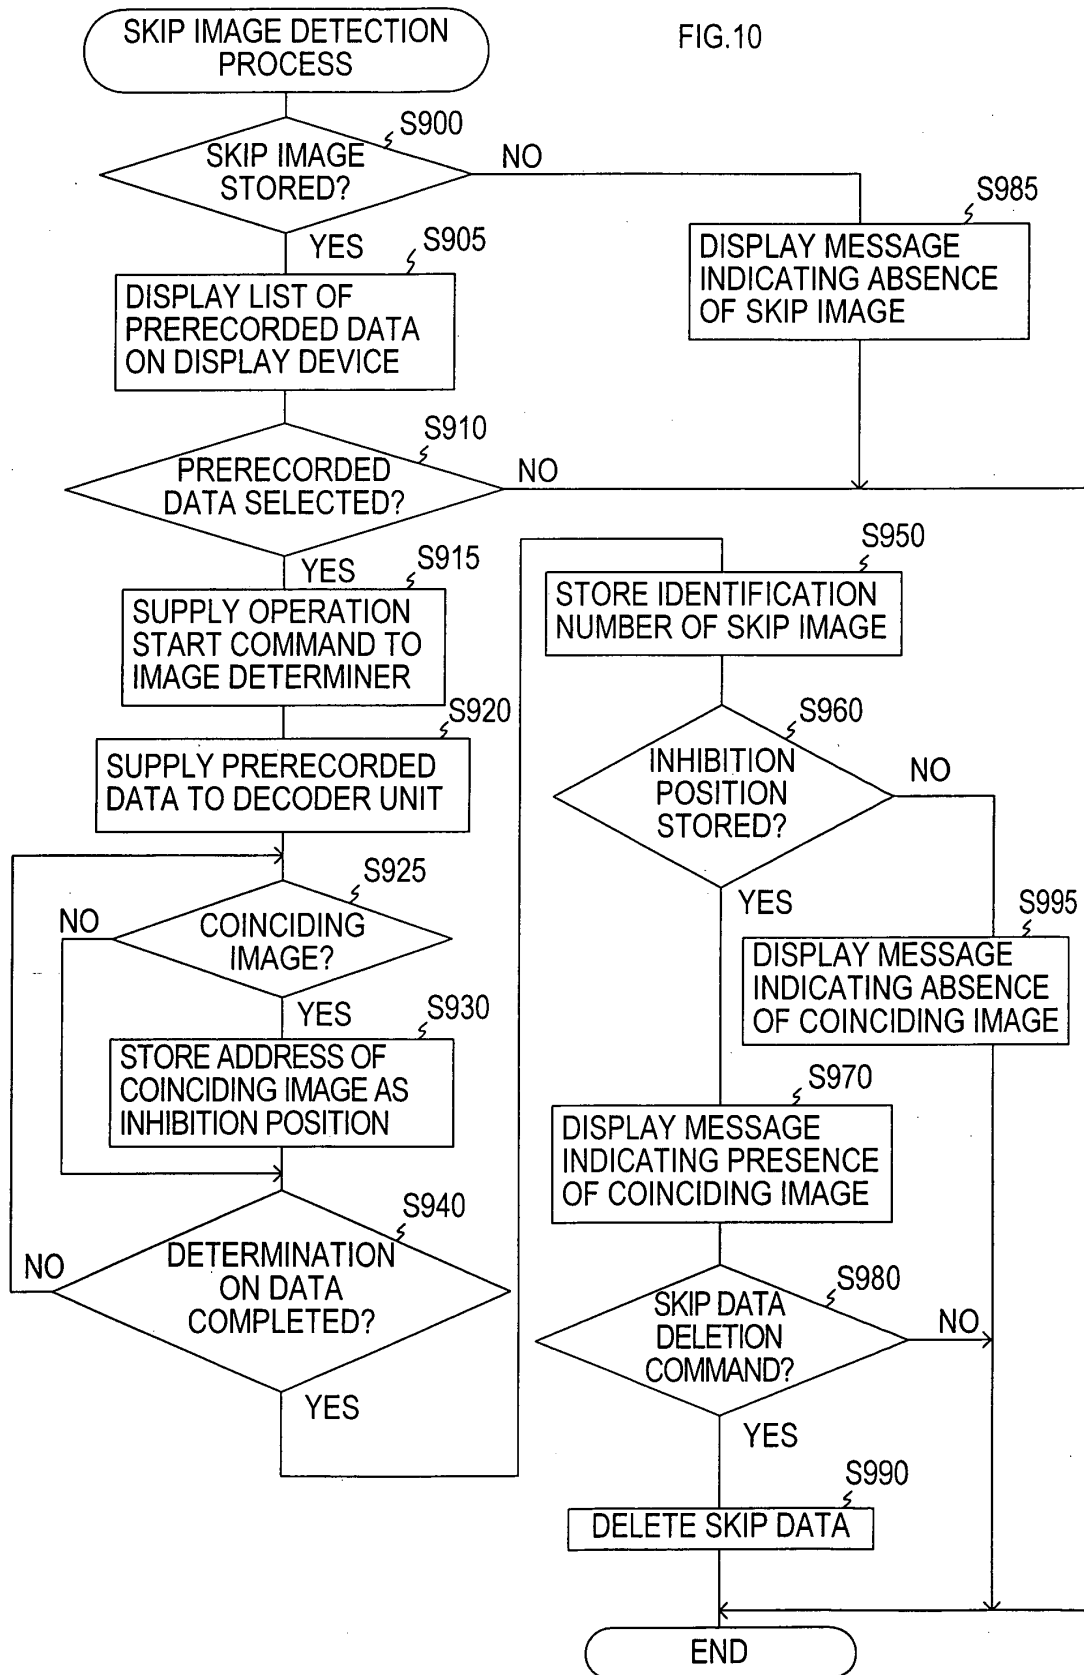 SKIP IMAGE DETECTION
PROCESS
FIG.10
S900
SKIP IMAGE
STORED?
NO
YES
S985
DISPLAY MESSAGE
INDICATING ABSENCE
OF SKIP IMAGE
S905
DISPLAY LIST OF
PRERECORDED DATA
ON DISPLAY DEVICE
S910
PRERECORDED
DATA SELECTED?
NO
YES
S915
SUPPLY OPERATION
START COMMAND TO
IMAGE DETERMINER
S920
SUPPLY PRERECORDED
DATA TO DECODER UNIT
S925
NO
COINCIDING
IMAGE?
YES
S930
STORE ADDRESS OF
COINCIDING IMAGE AS
INHIBITION POSITION
S940
NO
DETERMINATION
ON DATA
COMPLETED?
YES
S950
STORE IDENTIFICATION
NUMBER OF SKIP IMAGE
S960
INHIBITION
POSITION
STORED?
NO
YES
S995
DISPLAY MESSAGE
INDICATING ABSENCE
OF COINCIDING IMAGE
S970
DISPLAY MESSAGE
INDICATING PRESENCE
OF COINCIDING IMAGE
S980
SKIP DATA
DELETION
COMMAND?
NO
YES
S990
DELETE SKIP DATA
END